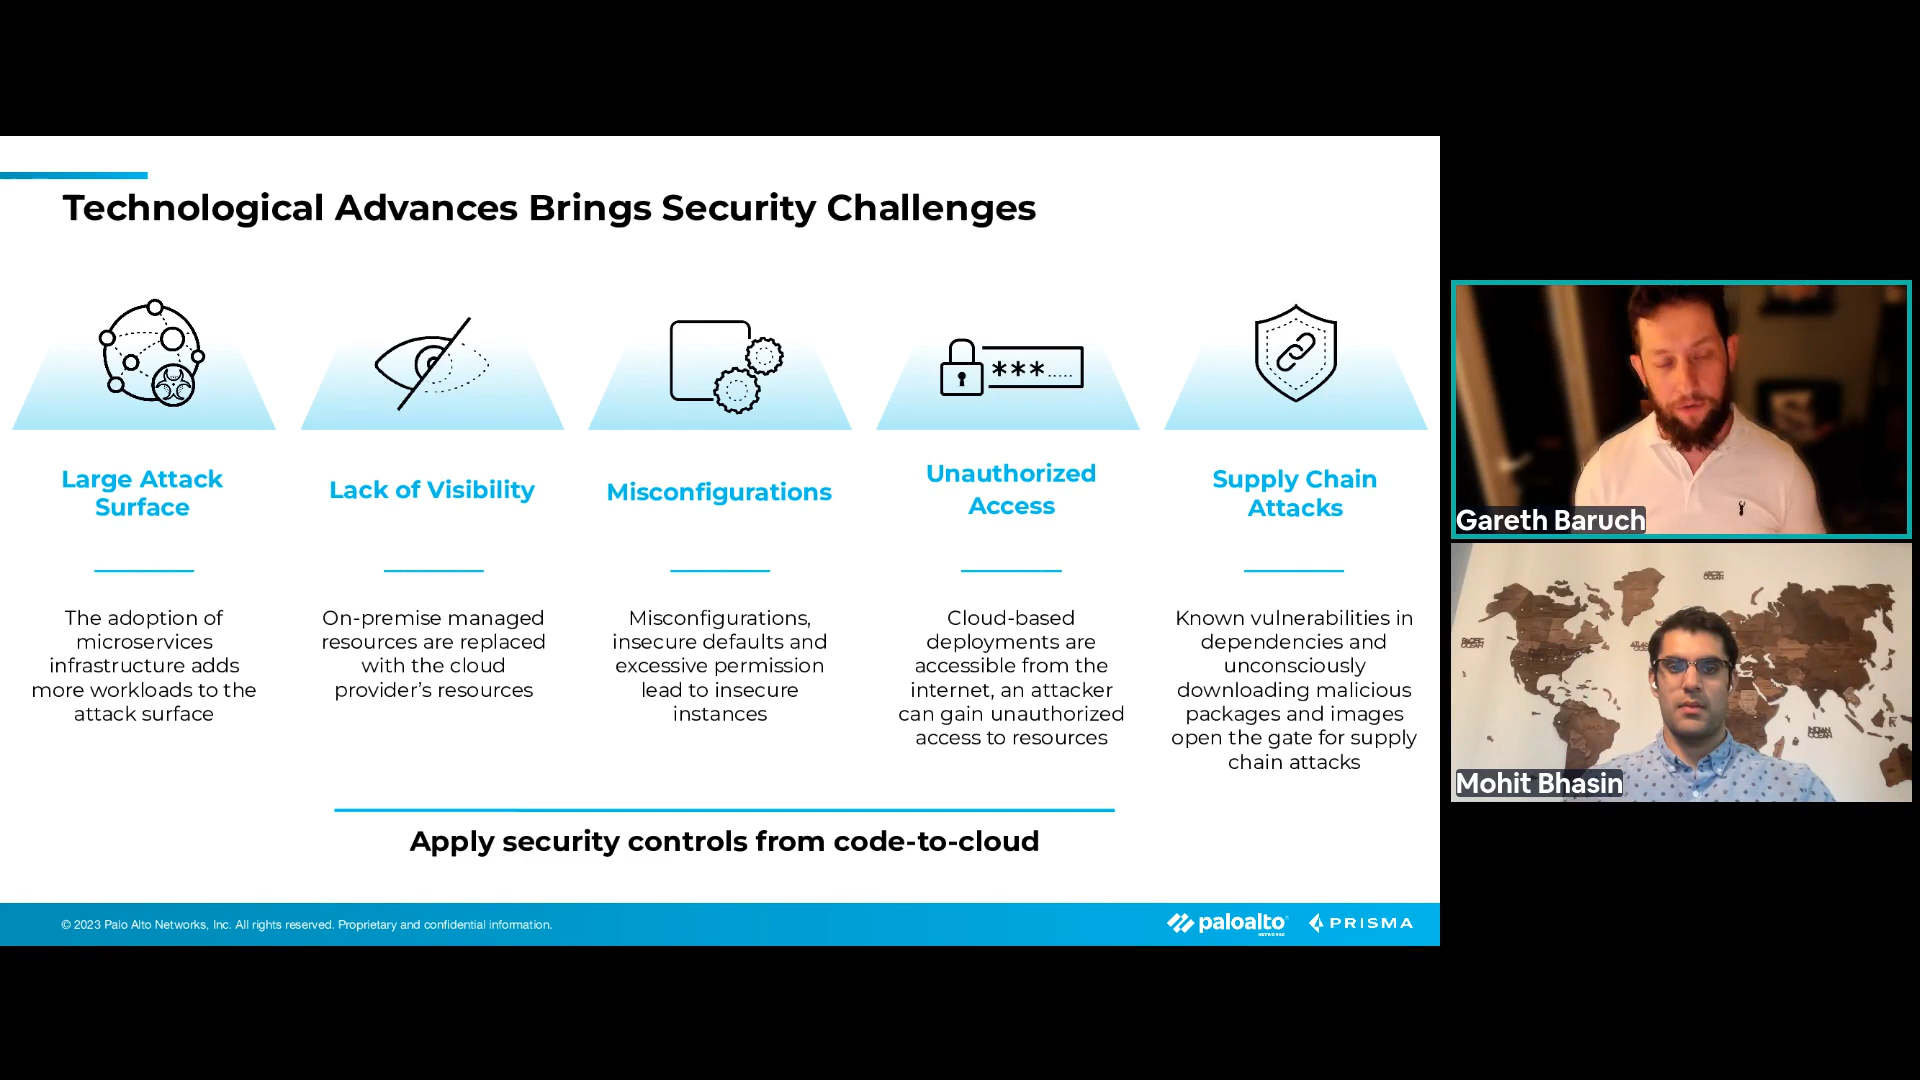 Technological Advances Brings Security Challenges
***
Large Attack
Surface
The adoption of
microservices
infrastructure adds
more workloads to the
attack surface
Lack of Visibility
On-premise managed
resources are replaced
with the cloud
provider’s resources
Misconfigurations
Misconfigurations,
insecure defaults and
excessive permission
lead to insecure
instances
Unauthorized
Access
Cloud-based
deployments are
accessible from the
internet, an attacker
can gain unauthorized
access to resources
Supply Chain
Attacks
Known vulnerabilities in
dependencies and
unconsciously
downloading malicious
packages and images
open the gate for supply
chain attacks
Apply security controls from code-to-cloud
© 2023 Palo Alto Networks, Inc. All rights reserved. Proprietary and confidential information.
paloalto
NETWORKS
PRISMA
Gareth Baruch
ARCTIC
OCEAN
INDIAN
OCEAN
Mohit Bhasin